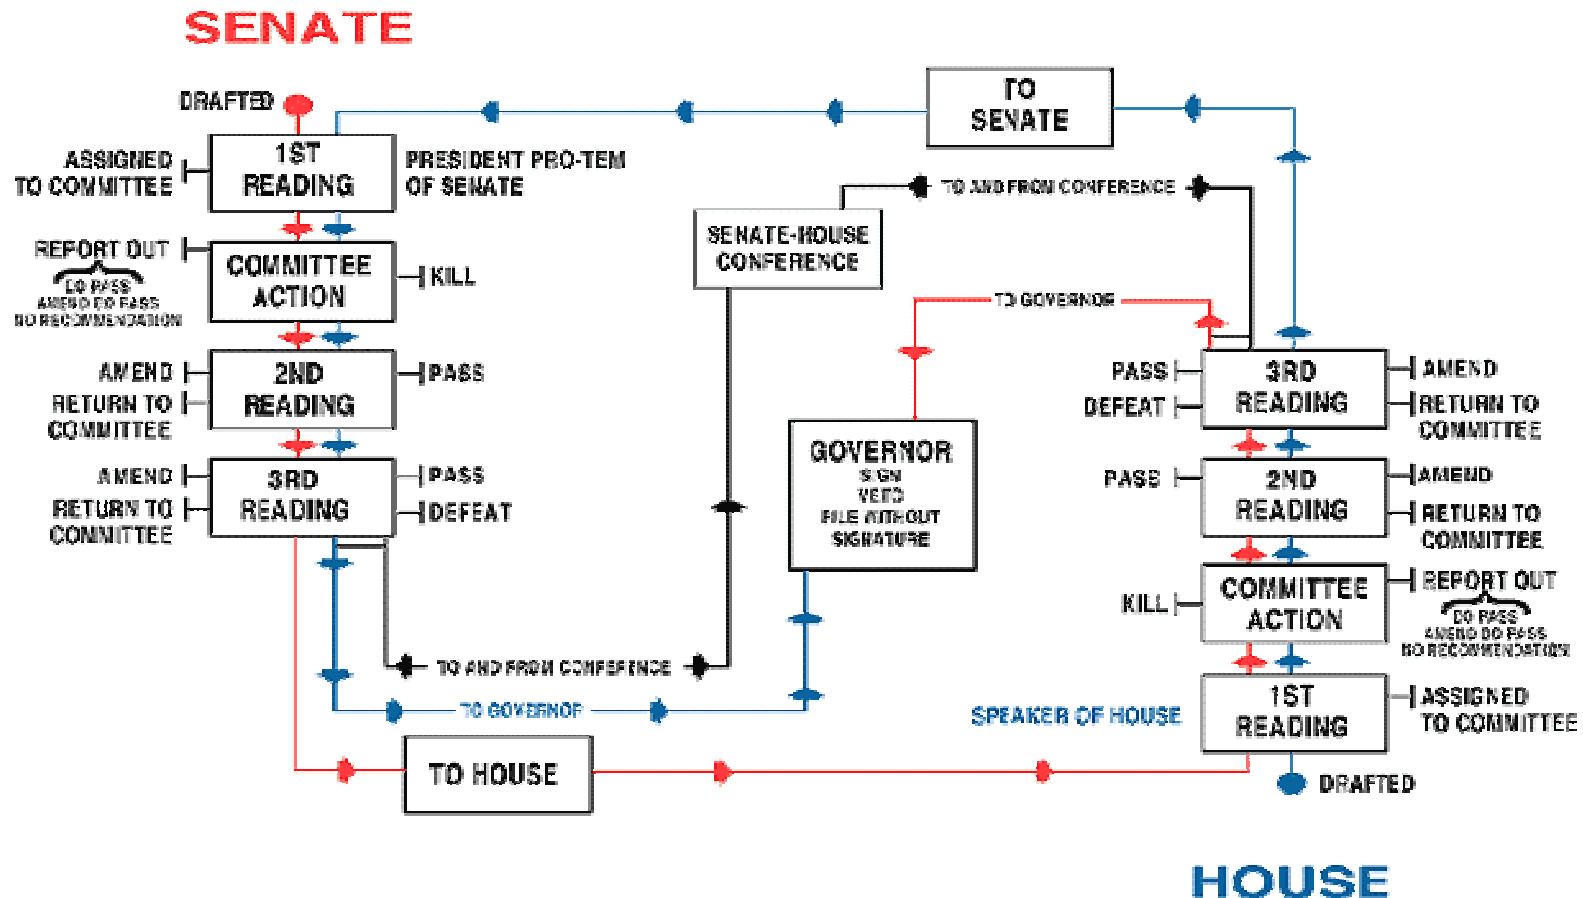 SENATE
DRAFTED
1ST
READING
ASSIGNED
TO COMMITTEE
PRESIDENT PRO-TEM
OF SENATE
REPORT OUT
DO PASS
AMEND DO PASS
NO RECOMMENDATION
COMMITTEE
ACTION
KILL
AMEND
RETURN TO
COMMITTEE
2ND
READING
PASS
AMEND
RETURN TO
COMMITTEE
3RD
READING
PASS
DEFEAT
TO
SENATE
TO AND FROM CONFERENCE
SENATE-HOUSE
CONFERENCE
TO GOVERNOR
GOVERNOR
SIGN
VETO
FILE WITHOUT
SIGNATURE
TO AND FROM CONFERENCE
TO GOVERNOR
TO HOUSE
PASS
DEFEAT
3RD
READING
AMEND
RETURN TO
COMMITTEE
PASS
2ND
READING
AMEND
RETURN TO
COMMITTEE
KILL
COMMITTEE
ACTION
REPORT OUT
DO PASS
AMEND DO PASS
NO RECOMMENDATION
SPEAKER OF HOUSE
1ST
READING
ASSIGNED
TO COMMITTEE
DRAFTED
HOUSE